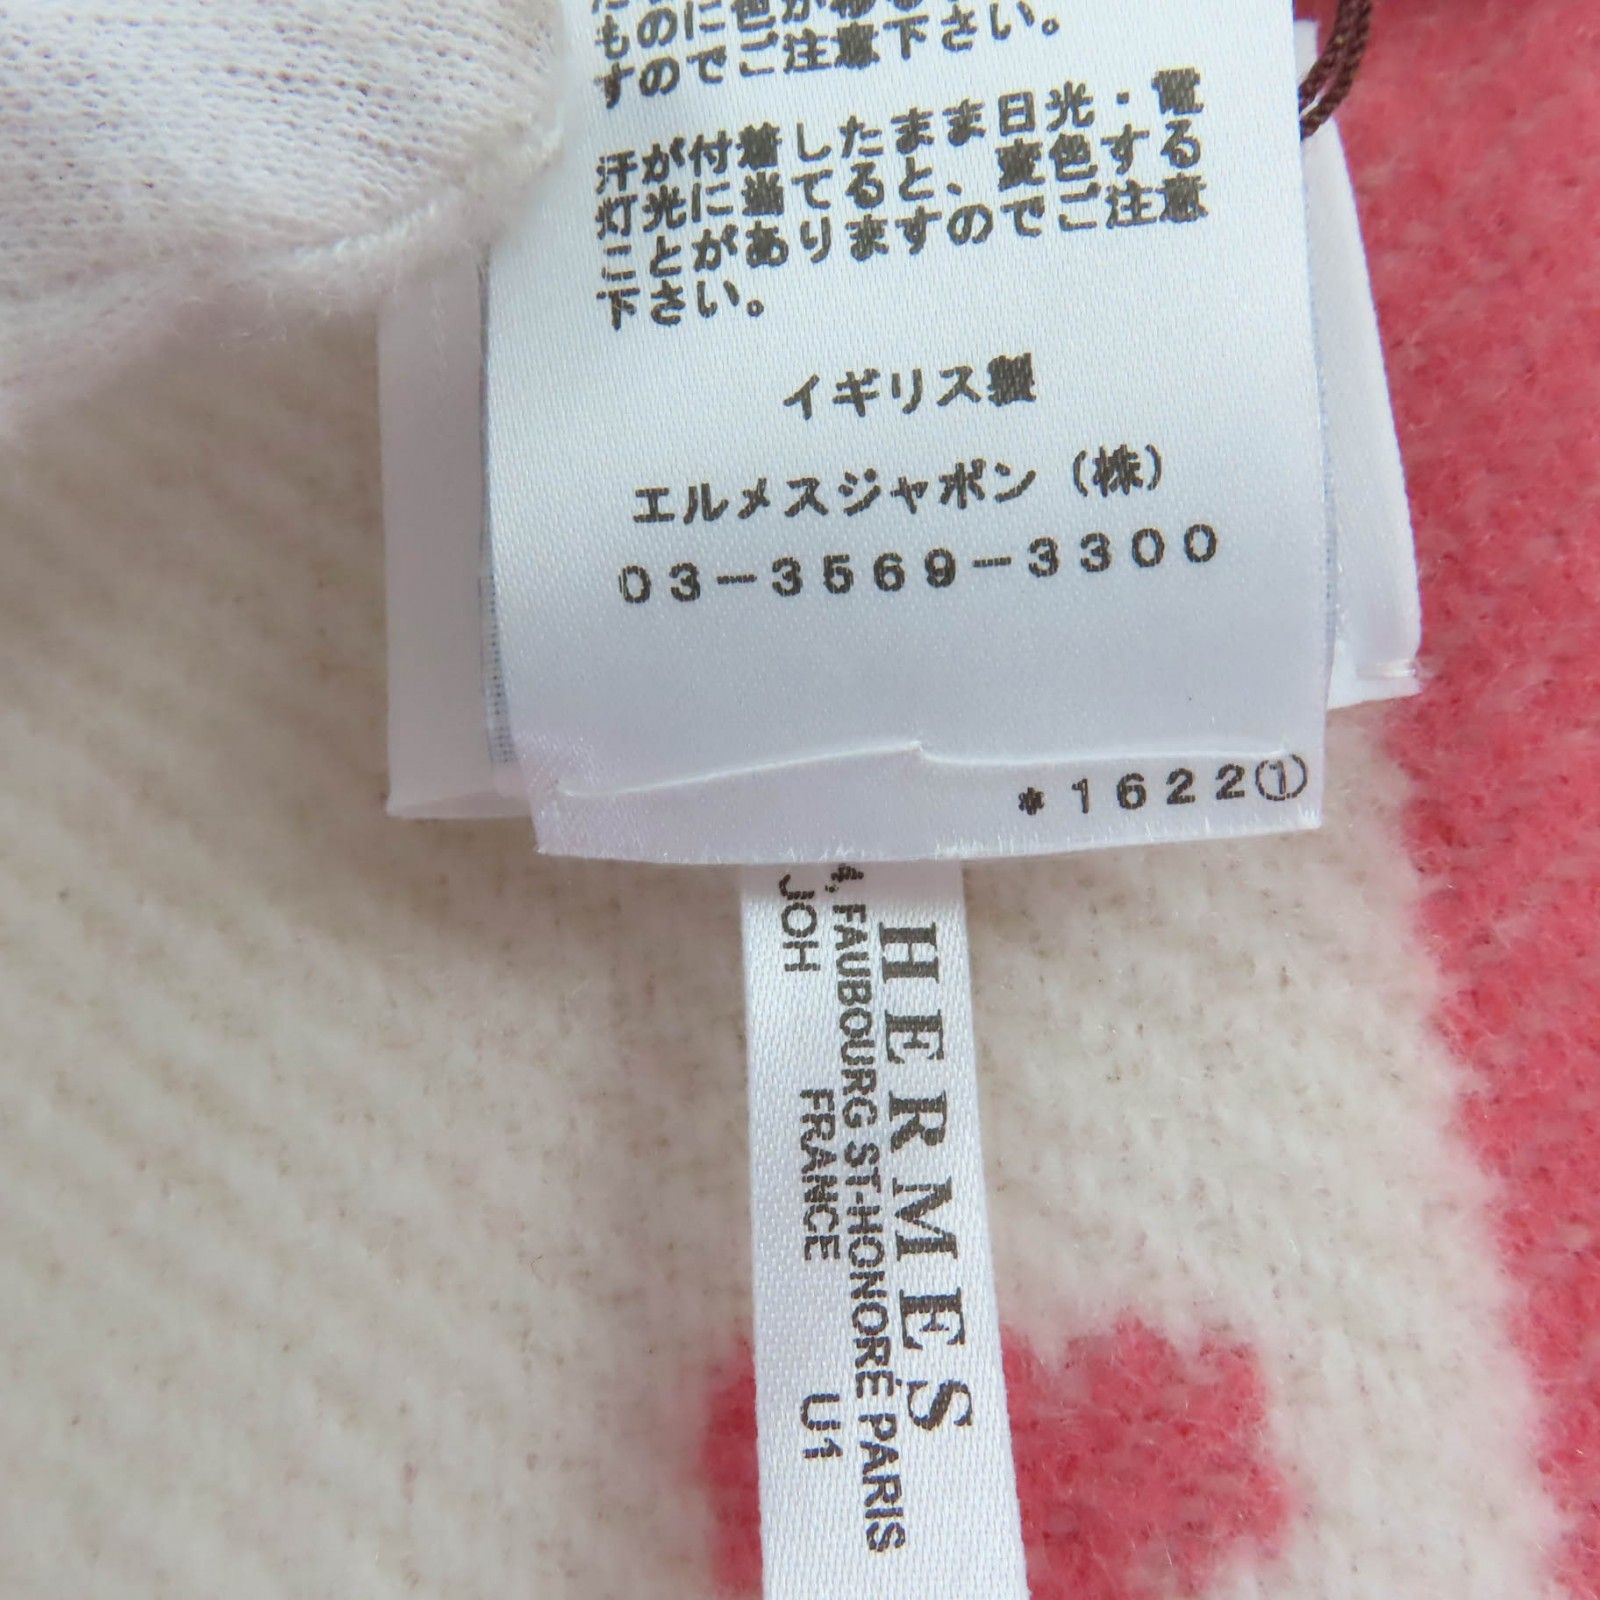 ものに色が移る
すのでご注意下さい。
汗が付着したまま日光・電
灯光に当てると、変色する
ことがありますのでご注意
下さい。
イギリス製
エルメスジャポン（株）
03-3569-3300
*1622①
HERMES
4, FAUBOURG ST-HONORÉ PARIS
JOH FRANCE U1